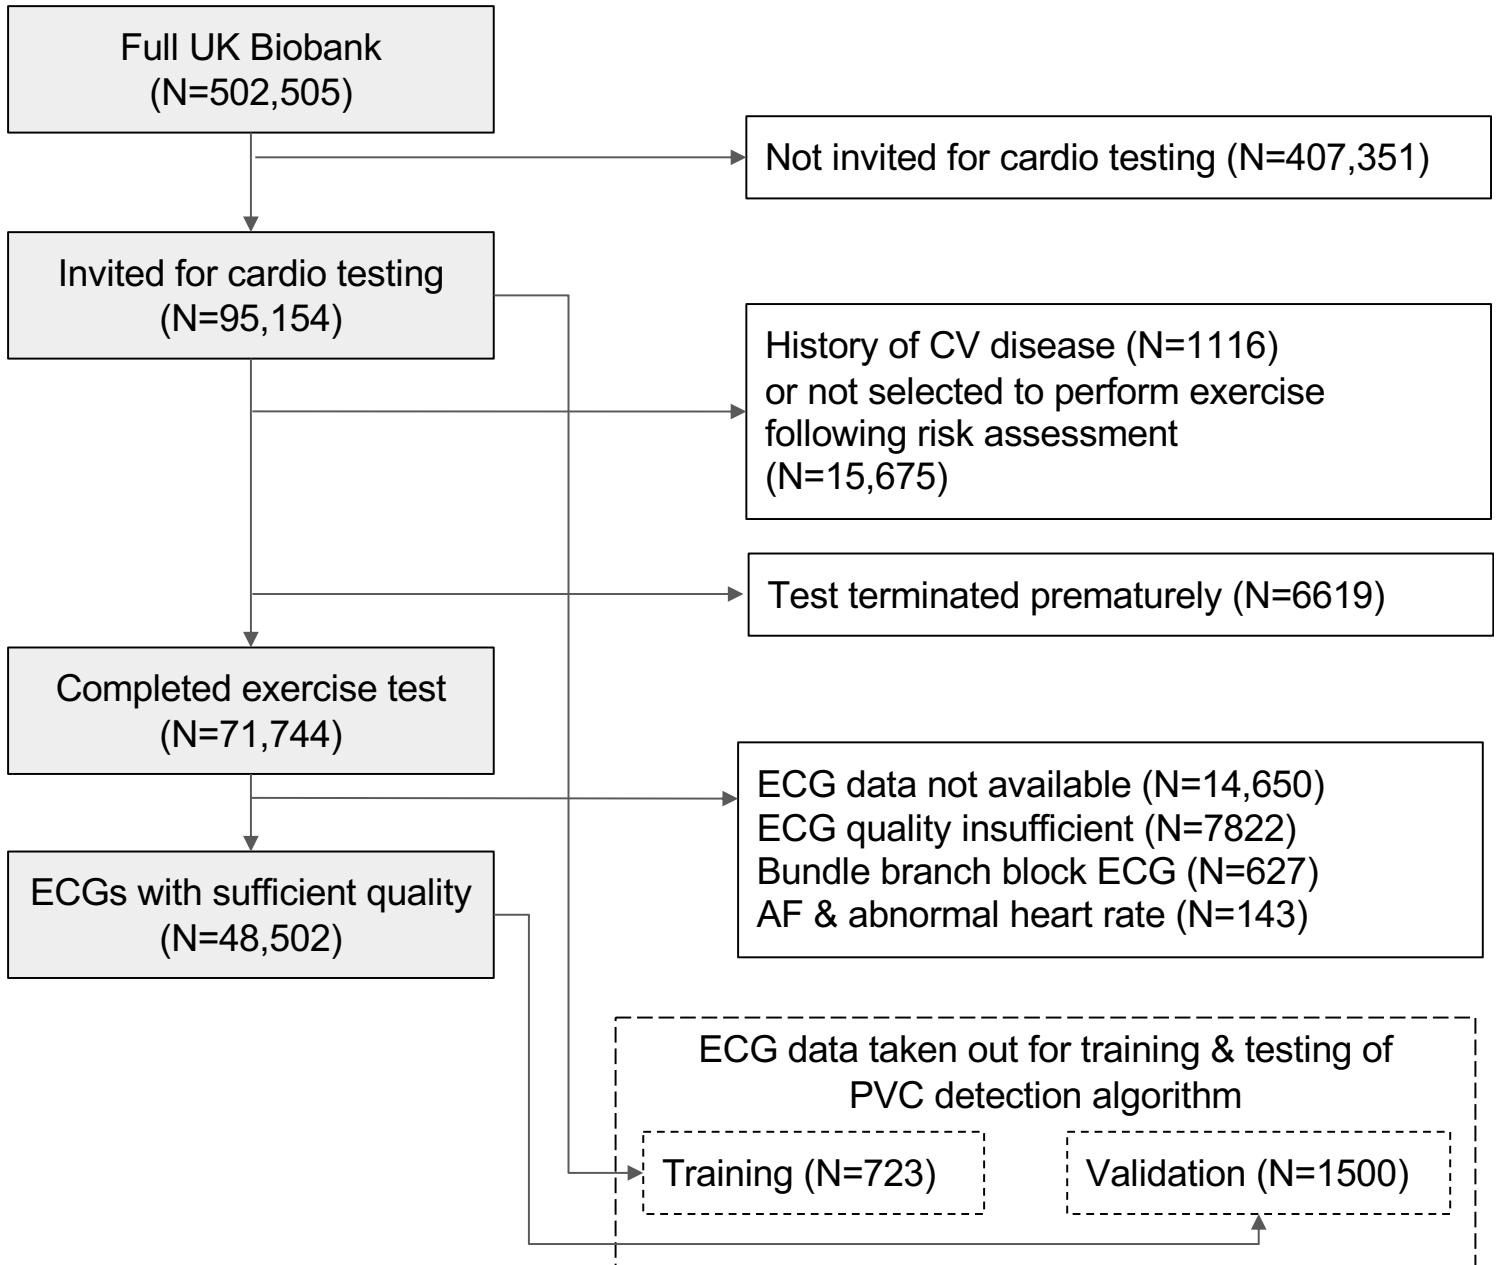 Full UK Biobank
(N=502,505)
Not invited for cardio testing (N=407,351)
Invited for cardio testing
(N=95,154)
History of CV disease (N=1116)
or not selected to perform exercise
following risk assessment
(N=15,675)
Test terminated prematurely (N=6619)
Completed exercise test
(N=71,744)
ECG data not available (N=14,650)
ECG quality insufficient (N=7822)
Bundle branch block ECG (N=627)
AF & abnormal heart rate (N=143)
ECGs with sufficient quality
(N=48,502)
ECG data taken out for training & testing of
PVC detection algorithm
Training (N=723)
Validation (N=1500)